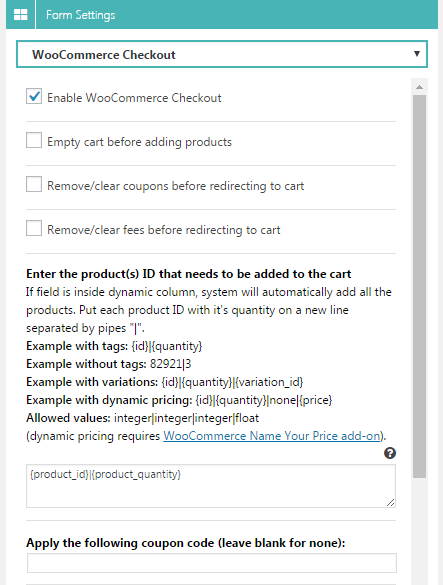 Form Settings
WooCommerce Checkout
Enable WooCommerce Checkout
Empty cart before adding products
Remove/clear coupons before redirecting to cart
Remove/clear fees before redirecting to cart
Enter the product(s) ID that needs to be added to the cart
If field is inside dynamic column, system will automatically add all the
products. Put each product ID with it's quantity on a new line
separated by pipes "|".
Example with tags: {id}|{quantity}
Example without tags: 82921|3
Example with variations: {id}|{quantity}|{variation_id}
Example with dynamic pricing: {id}|{quantity}|none|{price}
Allowed values: integer|integer|integer|float
(dynamic pricing requires WooCommerce Name Your Price add-on).
?
{product_id}|{product_quantity}
Apply the following coupon code (leave blank for none):